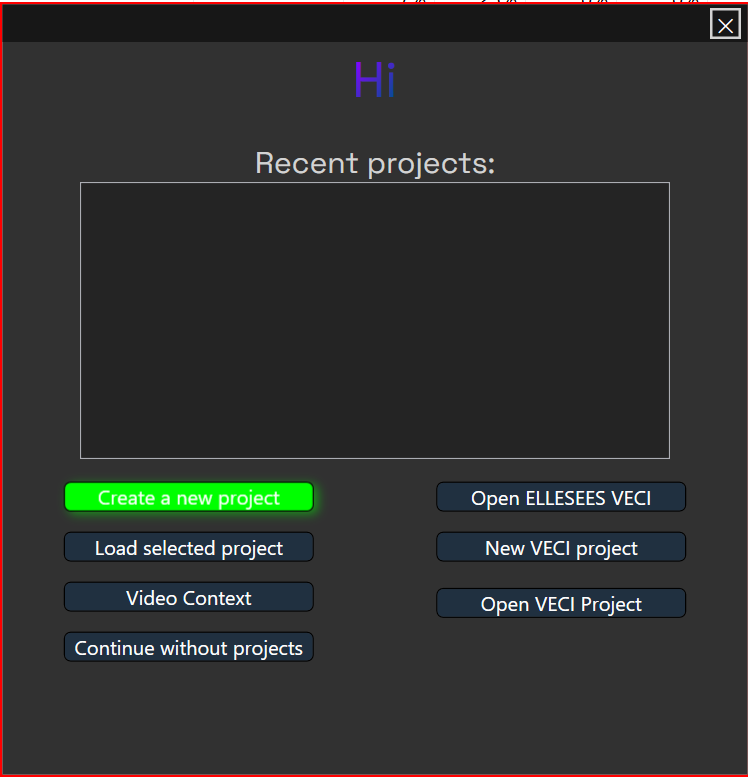 Hi
Recent projects:
Create a new project
Open ELLESEES VECI
Load selected project
New VECI project
Video Context
Open VECI Project
Continue without projects